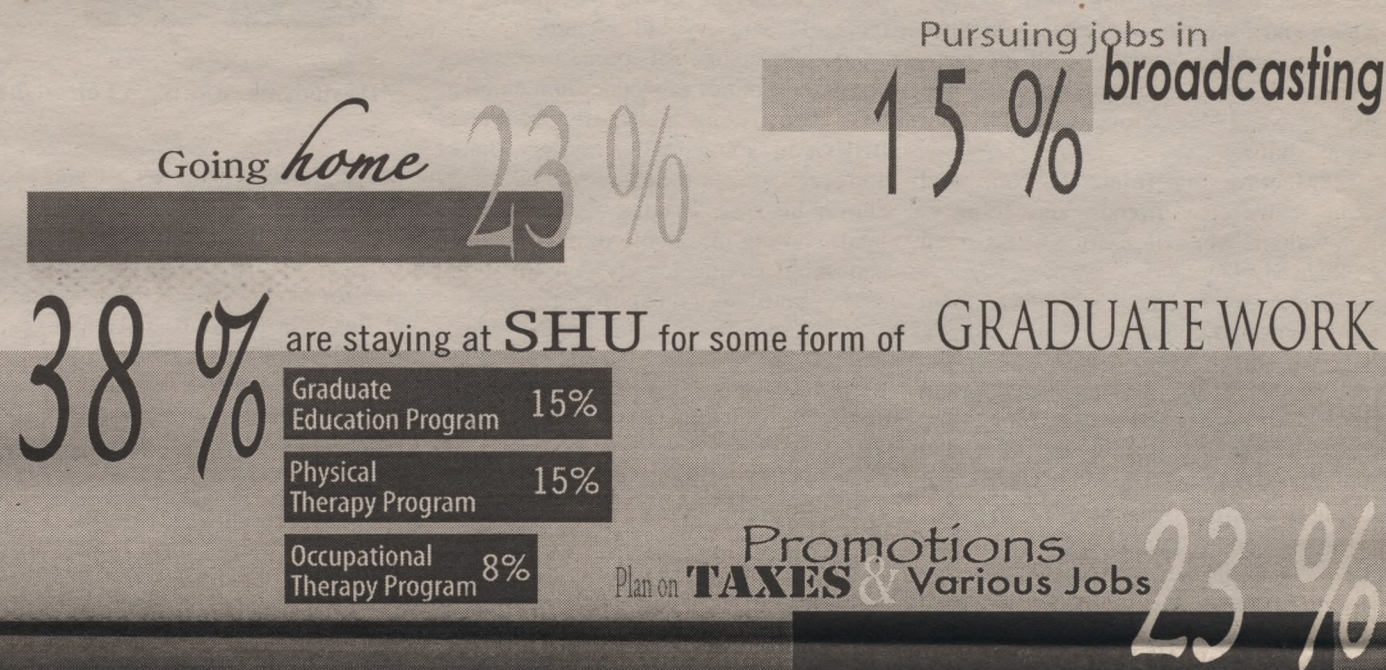 Pursuing jobs in
broadcasting
15 %
Going home
23 %
38 % are staying at SHU for some form of GRADUATE WORK
Graduate
Education Program 15%
Physical
Therapy Program 15%
Occupational
Therapy Program 8%
Promotions
Plan on TAXES & Various Jobs
23 %